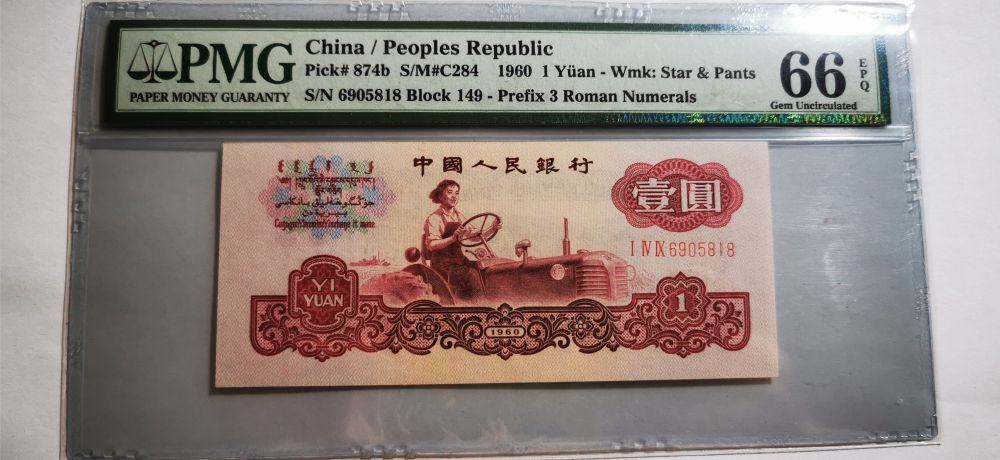 PMG
PAPER MONEY GUARANTY
China / Peoples Republic
Pick# 874b S/M#C284 1960 1 Yüan - Wmk: Star & Pants
S/N 6905818 Block 149 - Prefix 3 Roman Numerals
66 EPQ
Gem Uncirculated
中國人民銀行
壹圓
I IV IX 6905818
YI
YUAN
1960
1